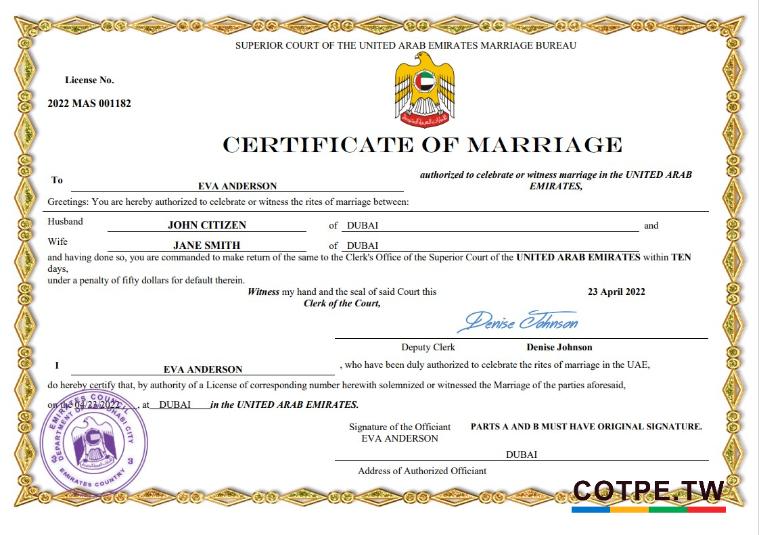 SUPERIOR COURT OF THE UNITED ARAB EMIRATES MARRIAGE BUREAU
License No.
2022 MAS 001182
CERTIFICATE OF MARRIAGE
To EVA ANDERSON authorized to celebrate or witness marriage in the UNITED ARAB
EMIRATES,
Greetings: You are hereby authorized to celebrate or witness the rites of marriage between:
Husband JOHN CITIZEN of DUBAI and
Wife JANE SMITH of DUBAI
and having done so, you are commanded to make return of the same to the Clerk's Office of the Superior Court of the UNITED ARAB EMIRATES within TEN
days,
under a penalty of fifty dollars for default therein.
Witness my hand and the seal of said Court this 23 April 2022
Clerk of the Court,
Denise Johnson
Deputy Clerk Denise Johnson
I EVA ANDERSON , who have been duly authorized to celebrate the rites of marriage in the UAE,
do hereby certify that, by authority of a License of corresponding number herewith solemnized or witnessed the Marriage of the parties aforesaid,
on the 04/23/2022 , at DUBAI in the UNITED ARAB EMIRATES.
EMIRATES COUNCIL
DEPARTMENT OF ABU DHABI CITY
EMIRATES COUNTRY
3 3
Signature of the Officiant PARTS A AND B MUST HAVE ORIGINAL SIGNATURE.
EVA ANDERSON
DUBAI
Address of Authorized Officiant
COTPE.TW